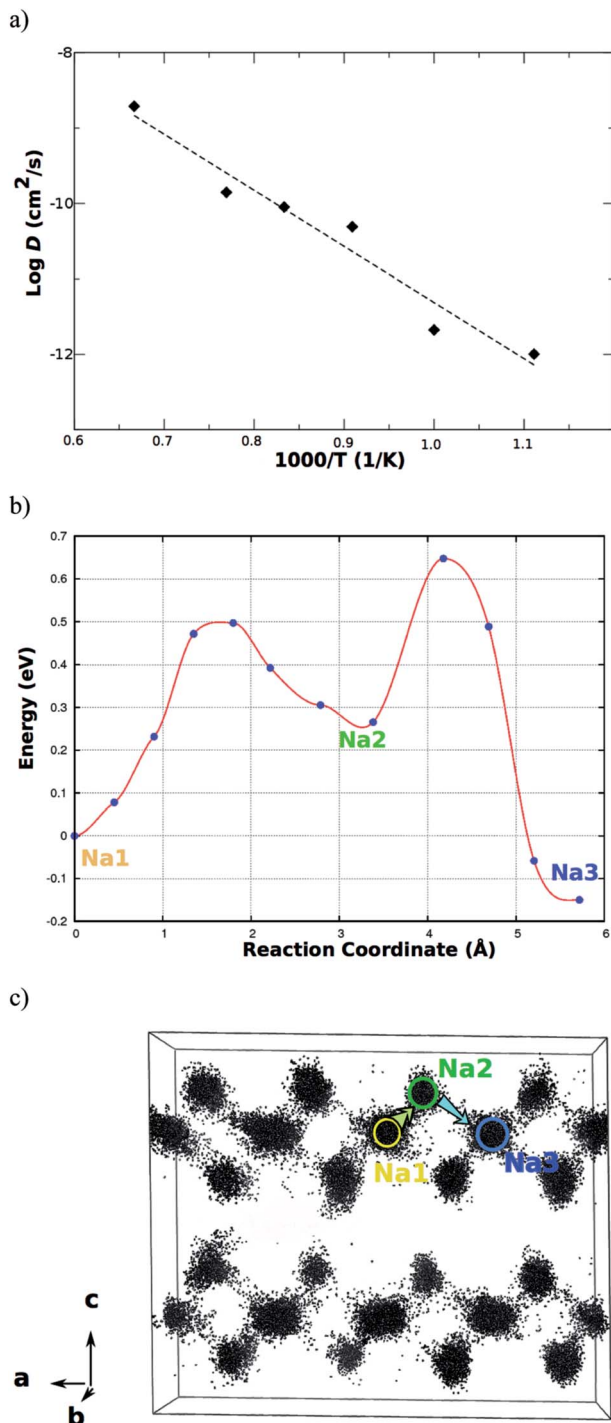 a)
-8
-10
-12
Log D (cm²/s)
0.6 0.7 0.8 0.9 1.0 1.1
1000/T (1/K)
b)
0.7
0.6
0.5
0.4
0.3
0.2
0.1
0
-0.1
-0.2
Energy (eV)
Na1
Na2
Na3
0 1 2 3 4 5 6
Reaction Coordinate (Å)
c)
Na2
Na1
Na3
c
a
b